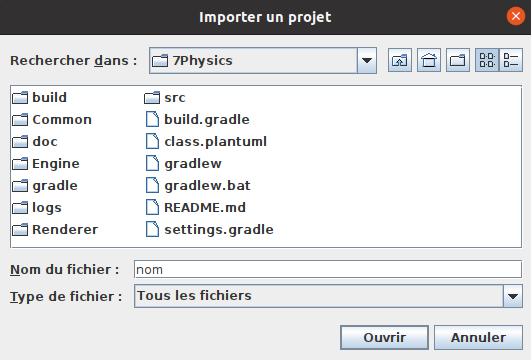 Importer un projet
Rechercher dans : 7Physics
build src
Common build.gradle
doc class.plantuml
Engine gradlew
gradle gradlew.bat
logs README.md
Renderer settings.gradle
Nom du fichier : nom
Type de fichier : Tous les fichiers
Ouvrir Annuler